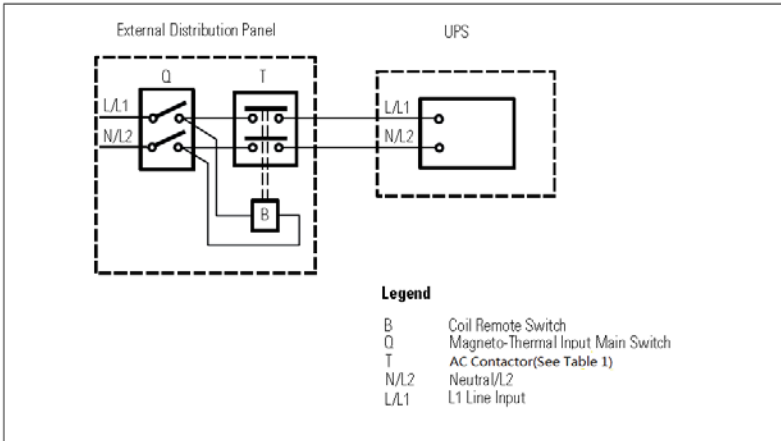 External Distribution Panel
UPS
Q
T
L/L1
N/L2
B
L/L1
N/L2
Legend
B Coil Remote Switch
Q Magneto-Thermal Input Main Switch
T AC Contactor(See Table 1)
N/L2 Neutral/L2
L/L1 L1 Line Input